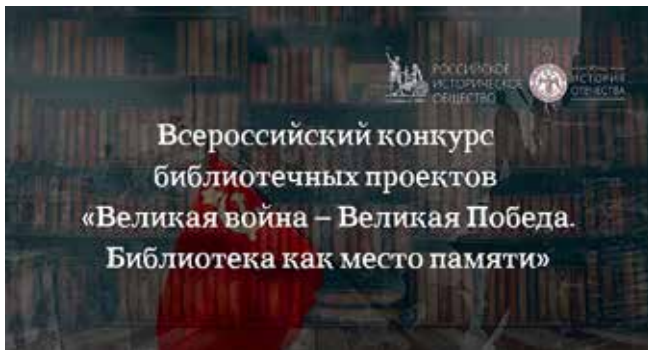 РОССИЙСКОЕ
ИСТОРИЧЕСКОЕ
ОБЩЕСТВО
ИСТОРИЯ
ОТЕЧЕСТВА
Всероссийский конкурс
библиотечных проектов
«Великая война – Великая Победа.
Библиотека как место памяти»